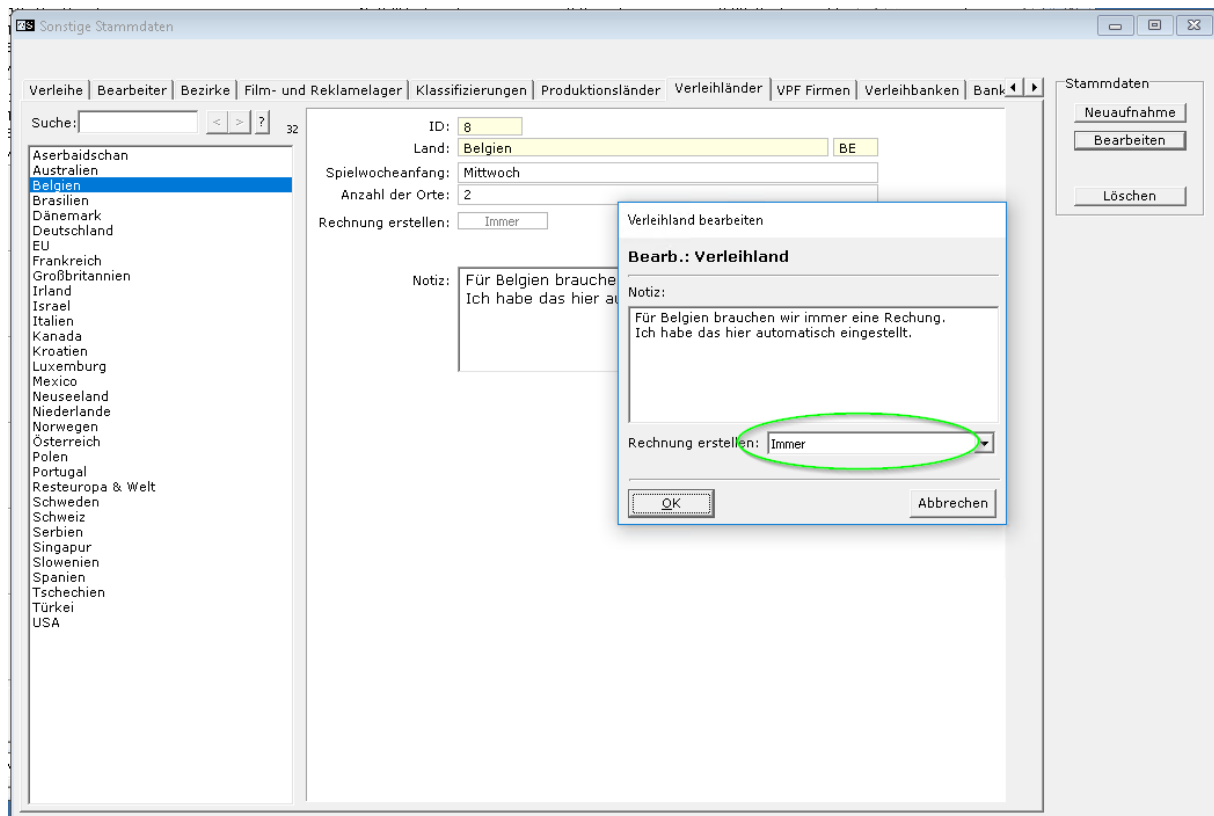 Sonstige Stammdaten
Verleihe Bearbeiter Bezirke Film- und Reklamelager Klassifizierungen Produktionsländer Verleihländer VPF Firmen Verleihbanken Bank
Suche: < > ? 32
Aserbaidschan
Australien
Belgien
Brasilien
Dänemark
Deutschland
EU
Frankreich
Großbritannien
Irland
Israel
Italien
Kanada
Kroatien
Luxemburg
Mexico
Neuseeland
Niederlande
Norwegen
Österreich
Polen
Portugal
Resteuropa & Welt
Schweden
Schweiz
Serbien
Singapur
Slowenien
Spanien
Tschechien
Türkei
USA
ID: 8
Land: Belgien BE
Spielwocheanfang: Mittwoch
Anzahl der Orte: 2
Rechnung erstellen: Immer
Notiz: Für Belgien brauche
Ich habe das hier au
Verleihland bearbeiten
Bearb.: Verleihland
Notiz:
Für Belgien brauchen wir immer eine Rechung.
Ich habe das hier automatisch eingestellt.
Rechnung erstellen: Immer
OK Abbrechen
Stammdaten
Neuaufnahme
Bearbeiten
Löschen